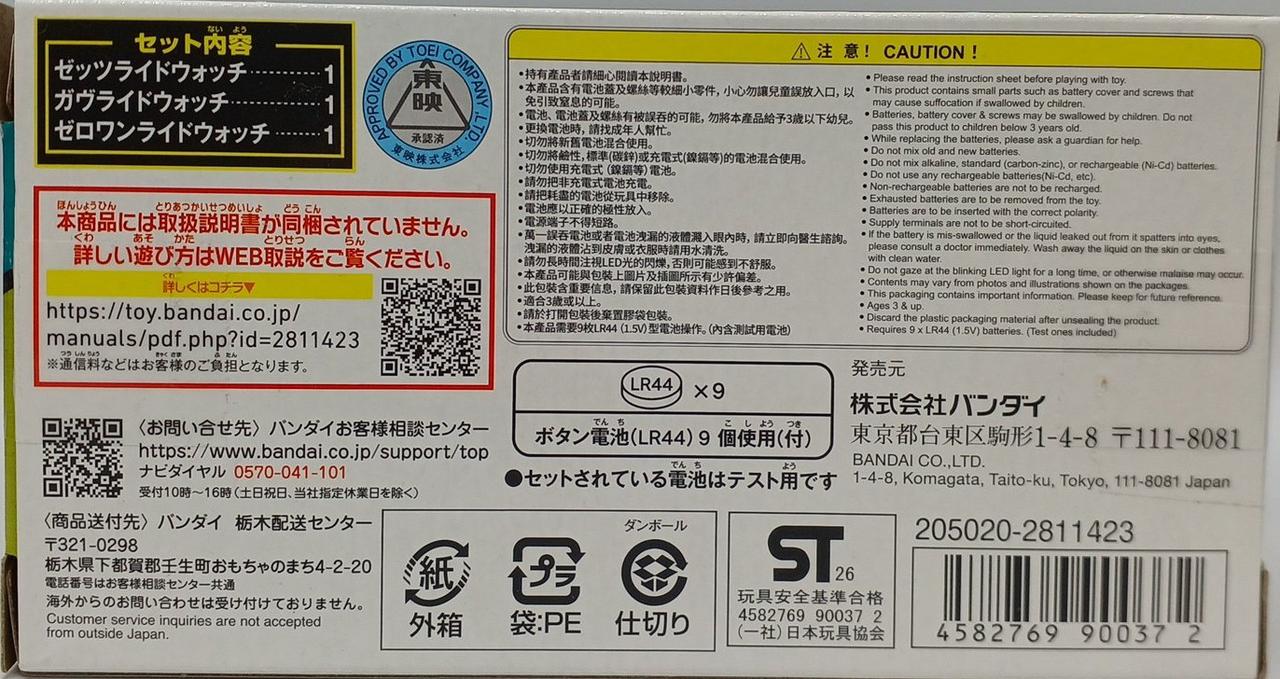 セット内容
ゼッツライドウォッチ……………1
ガヴライドウォッチ………………1
ゼロワンライドウォッチ…………1
APPROVED BY TOEI COMPANY, LTD.
東映
承認済
東映株式会社
本商品には取扱説明書が同梱されていません。
詳しい遊び方はWEB取説をご覧ください。
詳しくはコチラ▼
https://toy.bandai.co.jp/
manuals/pdf.php?id=2811423
※通信料などはお客様のご負担となります。
〈お問い合せ先〉バンダイお客様相談センター
https://www.bandai.co.jp/support/top
ナビダイヤル 0570-041-101
受付10時〜16時(土日祝日、当社指定休業日を除く)
〈商品送付先〉バンダイ 栃木配送センター
〒321-0298
栃木県下都賀郡壬生町おもちゃのまち4-2-20
電話番号はお客様相談センター共通
海外からのお問い合わせは受け付けておりません。
Customer service inquiries are not accepted
from outside Japan.
⚠ 注 意! CAUTION !
•持有產品者請細心閱讀本說明書。
•本產品含有電池蓋及螺絲等較細小零件，小心勿讓兒童誤放入口，以
免引致窒息的可能。
•電池、電池蓋及螺絲有被誤吞的可能，勿將本產品給予3歲以下幼兒。
•更換電池時，請找成年人幫忙。
•切勿將新舊電池混合使用。
•切勿將鹼性，標準(碳鋅)或充電式(鎳鎘等)的電池混合使用。
•切勿使用充電式(鎳鎘等)電池。
•請勿把非充電式電池充電。
•請把耗盡的電池從玩具中移除。
•電池應以正確的極性放入。
•電源端子不得短路。
•萬一誤吞電池或者電池洩漏的液體濺入眼內時，請立即向醫生諮詢。
洩漏的液體沾到皮膚或衣服時請用水清洗。
•請勿長時間注視LED光的閃爍，否則可能感到不舒服。
•本產品可能與包裝上圖片及插圖所示有少許偏差。
•此包裝含重要信息，請保留此包裝資料作日後參考之用。
•適合3歲或以上。
•請於打開包裝後棄置膠袋包裝。
•本產品需要9枚LR44 (1.5V)型電池操作。(內含測試用電池)
• Please read the instruction sheet before playing with toy.
• This product contains small parts such as battery cover and screws that
may cause suffocation if swallowed by children.
• Batteries, battery cover & screws may be swallowed by children. Do not
pass this product to children below 3 years old.
• While replacing the batteries, please ask a guardian for help.
• Do not mix old and new batteries.
• Do not mix alkaline, standard (carbon-zinc), or rechargeable (Ni-Cd) batteries.
• Do not use any rechargeable batteries(Ni-Cd, etc).
• Non-rechargeable batteries are not to be recharged.
• Exhausted batteries are to be removed from the toy.
• Batteries are to be inserted with the correct polarity.
• Supply terminals are not to be short-circuited.
• If the battery is mis-swallowed or the liquid leaked out from it spatters into eyes,
please consult a doctor immediately. Wash away the liquid on the skin or clothes
with clean water.
• Do not gaze at the blinking LED light for a long time, or otherwise malaise may occur.
• Contents may vary from photos and illustrations shown on the packages.
• This packaging contains important information. Please keep for future reference.
• Ages 3 & up.
• Discard the plastic packaging material after unsealing the product.
• Requires 9 x LR44 (1.5V) batteries. (Test ones included)
LR44 ×9
ボタン電池(LR44) 9 個使用(付)
●セットされている電池はテスト用です
発売元
株式会社バンダイ
東京都台東区駒形1-4-8 〒111-8081
BANDAI CO.,LTD.
1-4-8, Komagata, Taito-ku, Tokyo, 111-8081 Japan
ダンボール
紙 プラ
外箱 袋:PE 仕切り
ST 26
玩具安全基準合格
4582769 90037 2
(一社)日本玩具協会
205020-2811423
4582769 90037 2